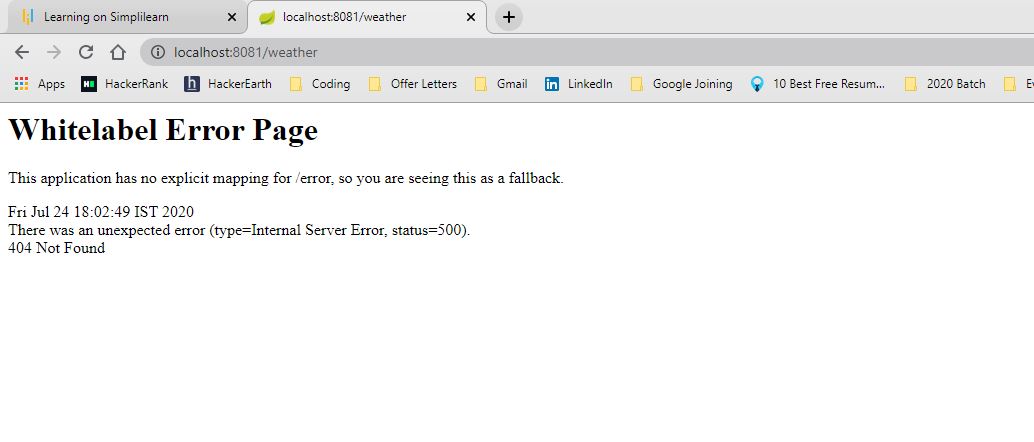 Learning on Simplilearn
localhost:8081/weather
localhost:8081/weather
Apps HackerRank HackerEarth Coding Offer Letters Gmail LinkedIn Google Joining 10 Best Free Resum... 2020 Batch
Whitelabel Error Page
This application has no explicit mapping for /error, so you are seeing this as a fallback.
Fri Jul 24 18:02:49 IST 2020
There was an unexpected error (type=Internal Server Error, status=500).
404 Not Found